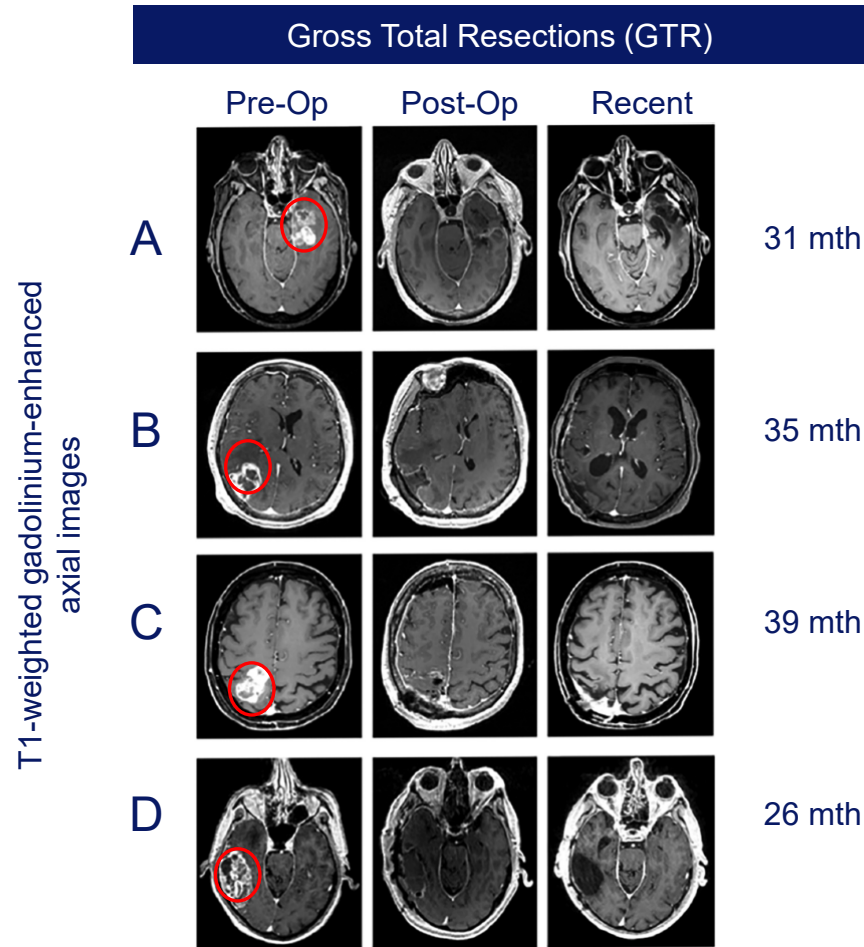 Gross Total Resections (GTR)
Pre-Op Post-Op Recent
T1-weighted gadolinium-enhanced
axial images
A 31 mth
B 35 mth
C 39 mth
D 26 mth